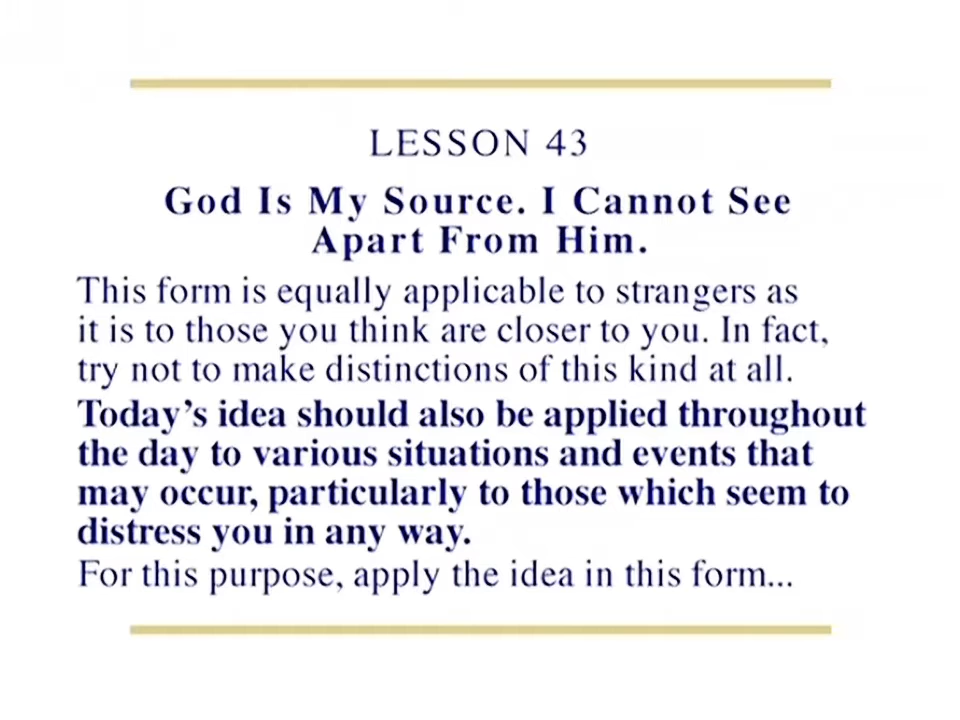 LESSON 43
God Is My Source. I Cannot See
Apart From Him.
This form is equally applicable to strangers as
it is to those you think are closer to you. In fact,
try not to make distinctions of this kind at all.
Today’s idea should also be applied throughout
the day to various situations and events that
may occur, particularly to those which seem to
distress you in any way.
For this purpose, apply the idea in this form...